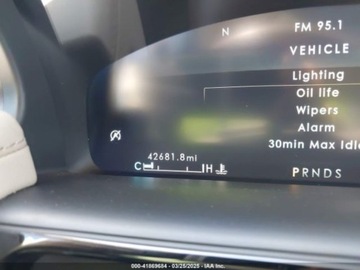 N
FM 95.1
VEHICLE
Lighting
Oil life
Wipers
Alarm
30min Max Idle
42681.8mi
C H
PRNDS
000-41869684 - 03/25/2025 - IAA, Inc.